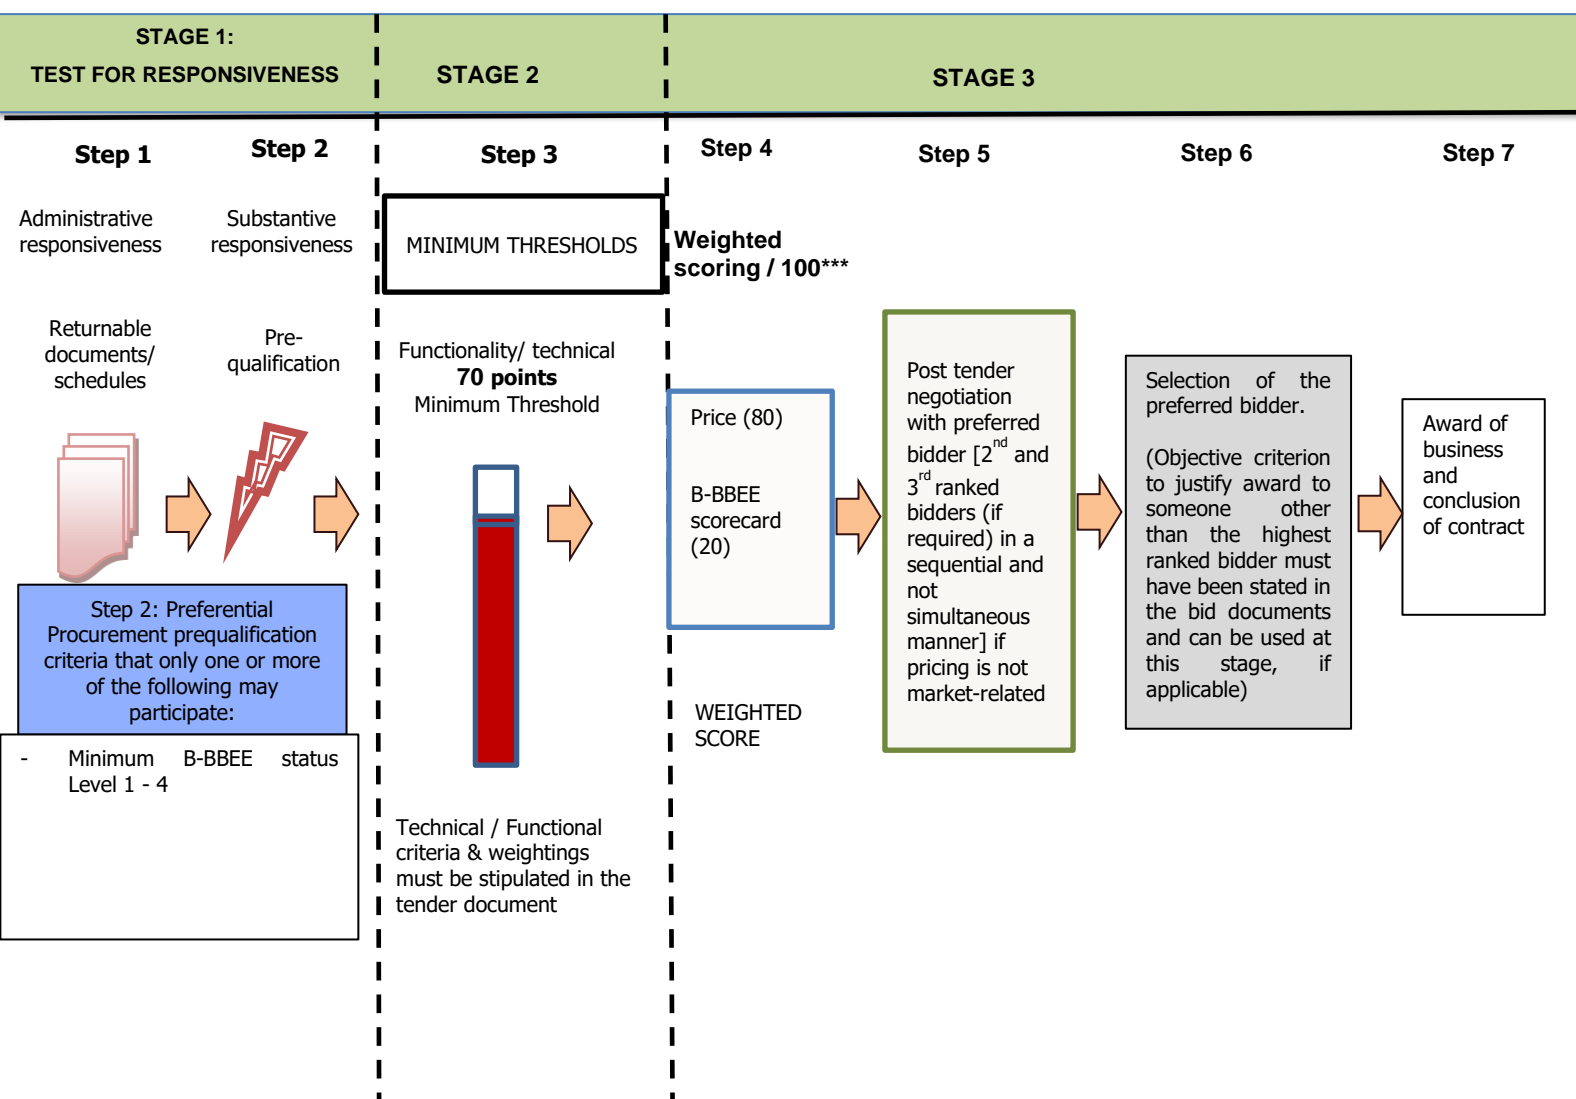 STAGE 1:
TEST FOR RESPONSIVENESS
STAGE 2
STAGE 3
Step 1
Step 2
Step 3
Step 4
Step 5
Step 6
Step 7
Administrative
responsiveness
Substantive
responsiveness
MINIMUM THRESHOLDS
Weighted
scoring / 100***
Returnable
documents/
schedules
Pre-
qualification
Functionality/ technical
70 points
Minimum Threshold
Price (80)
B-BBEE
scorecard
(20)
Post tender
negotiation
with preferred
bidder [2nd and
3rd ranked
bidders (if
required) in a
sequential and
not
simultaneous
manner] if
pricing is not
market-related
Selection of the
preferred bidder.
(Objective criterion
to justify award to
someone other
than the highest
ranked bidder must
have been stated in
the bid documents
and can be used at
this stage, if
applicable)
Award of
business
and
conclusion
of contract
Step 2: Preferential
Procurement prequalification
criteria that only one or more
of the following may
participate:
- Minimum B-BBEE status
Level 1 - 4
WEIGHTED
SCORE
Technical / Functional
criteria & weightings
must be stipulated in the
tender document